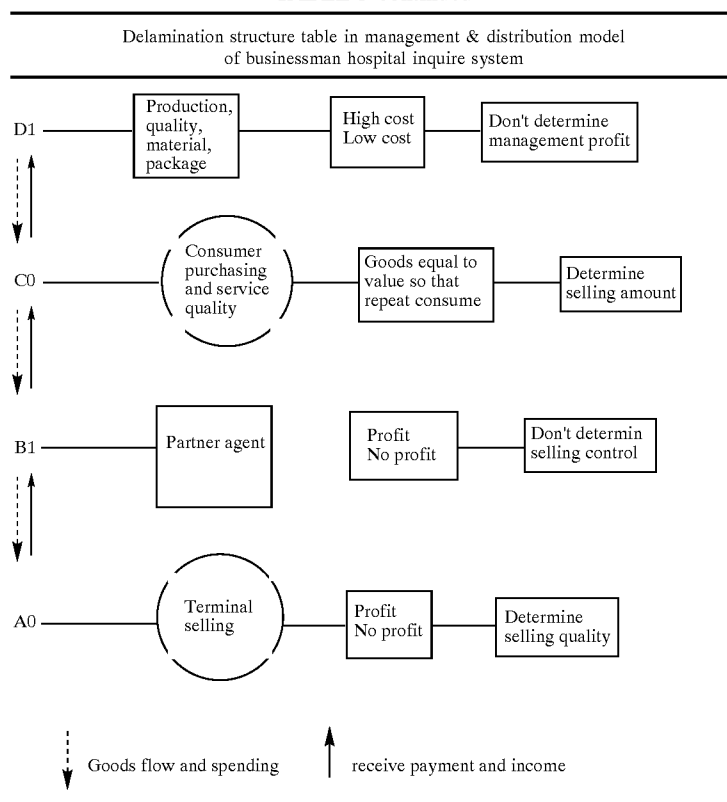 Delamination structure table in management & distribution model
of businessman hospital inquire system
D1
Production,
quality,
material,
package
High cost
Low cost
Don't determine
management profit
C0
Consumer
purchasing
and service
quality
Goods equal to
value so that
repeat consume
Determine
selling amount
B1
Partner agent
Profit
No profit
Don't determin
selling control
A0
Terminal
selling
Profit
No profit
Determine
selling quality
Goods flow and spending
receive payment and income